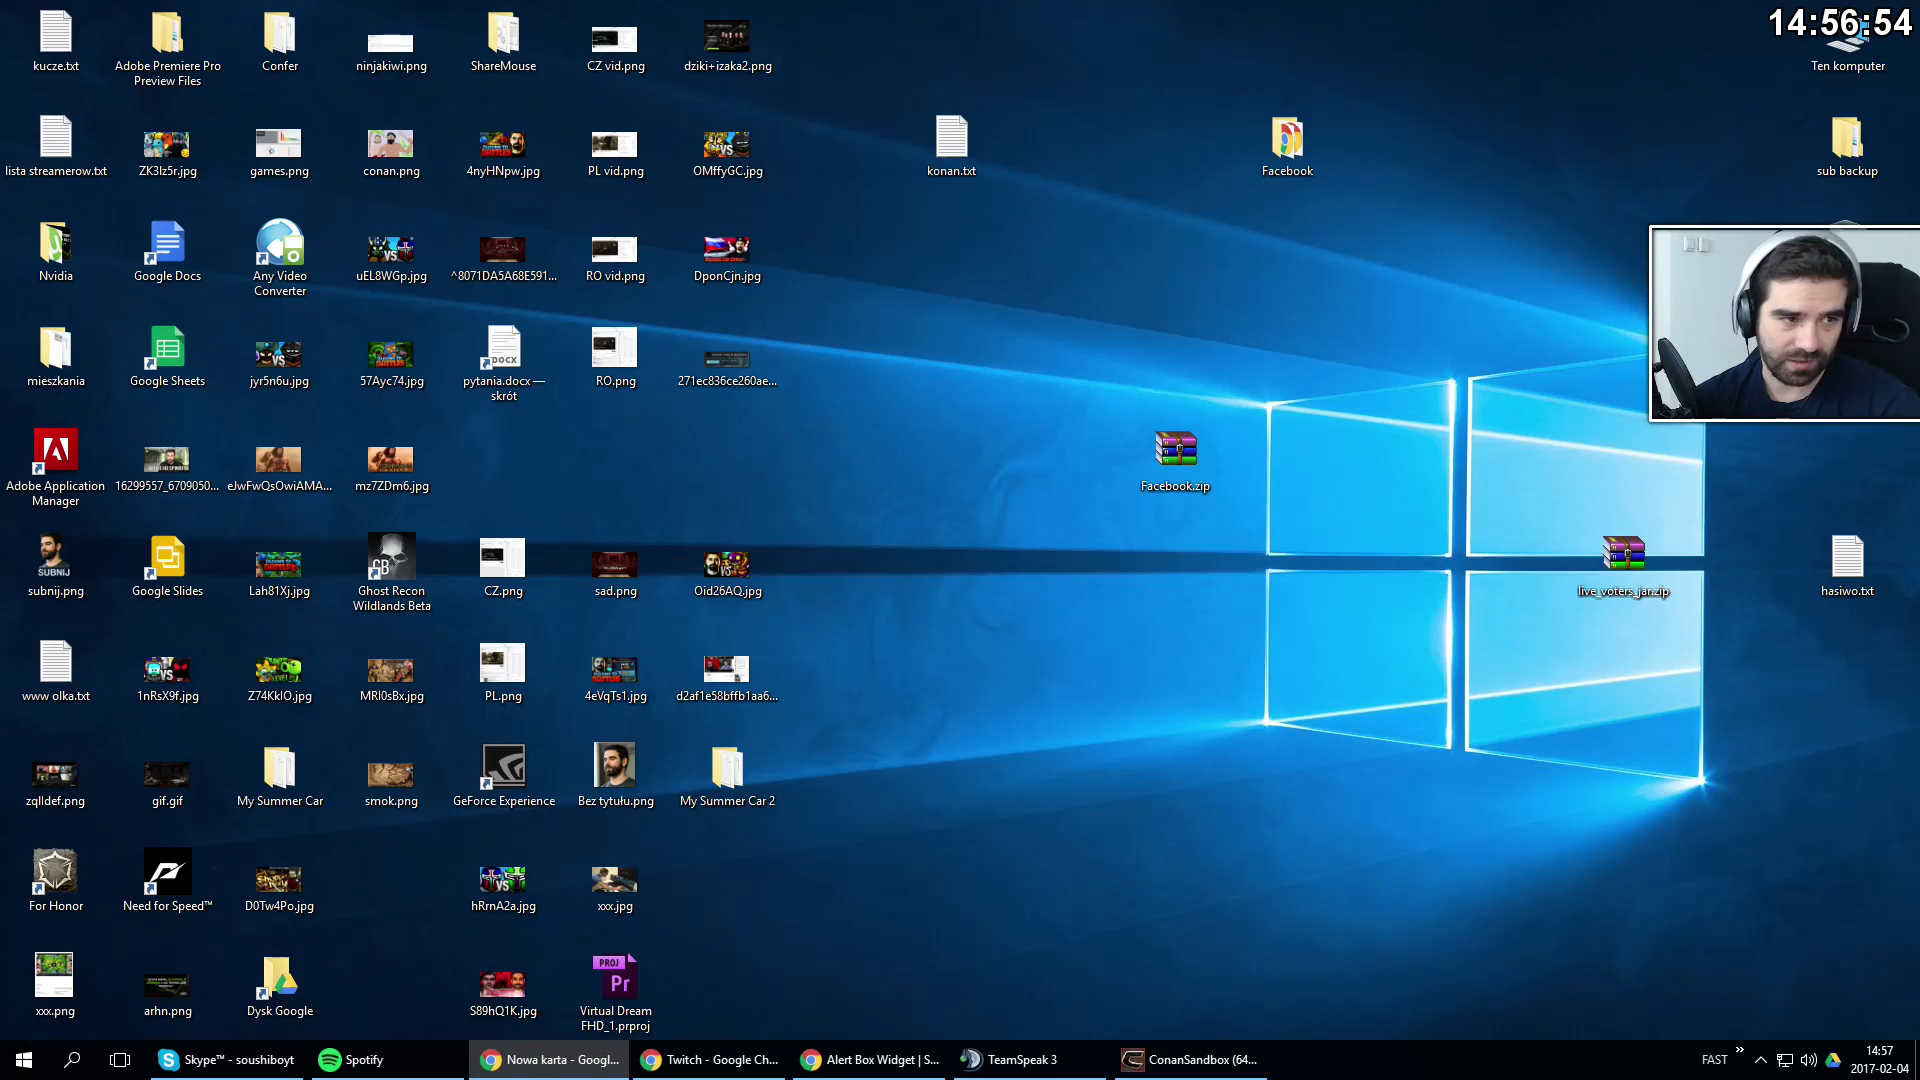 14:56:54
kucze.txt
Adobe Premiere Pro
Preview Files
Confer
ninjakiwi.png
ShareMouse
CZ vid.png
dziki+izaka2.png
Ten komputer
lista streamerow.txt
ZK3Iz5r.jpg
games.png
conan.png
4nyHNpw.jpg
PL vid.png
OMffyGC.jpg
konan.txt
Facebook
sub backup
Nvidia
Google Docs
Any Video
Converter
uEL8WGp.jpg
^8071DA5A68E591...
RO vid.png
DponCjn.jpg
mieszkania
Google Sheets
jyr5n6u.jpg
57Ayc74.jpg
DOCX
pytania.docx —
skrót
RO.png
271ec836ce260ae...
Adobe Application
Manager
16299557_6709050...
eJwFwQsOwiAMA...
mz7ZDm6.jpg
Facebook.zip
SUBNIJ
subnij.png
Google Slides
Lah81Xj.jpg
GB
Ghost Recon
Wildlands Beta
CZ.png
sad.png
Oid26AQ.jpg
live_voters_jar.zip
hasiwo.txt
www olka.txt
1nRsX9f.jpg
Z74KkIO.jpg
MRl0sBx.jpg
PL.png
4eVqTs1.jpg
d2af1e58bffb1aa6...
zqlldef.png
gif.gif
My Summer Car
smok.png
GeForce Experience
Bez tytułu.png
My Summer Car 2
For Honor
Need for Speed™
D0Tw4Po.jpg
hRrnA2a.jpg
xxx.jpg
xxx.png
arhn.png
Dysk Google
S89hQ1K.jpg
PROJ
Pr
Virtual Dream
FHD_1.prproj
Skype™ - soushiboyt
Spotify
Nowa karta - Googl...
Twitch - Google Ch...
Alert Box Widget | S...
TeamSpeak 3
ConanSandbox (64...
FAST
14:57
2017-02-04